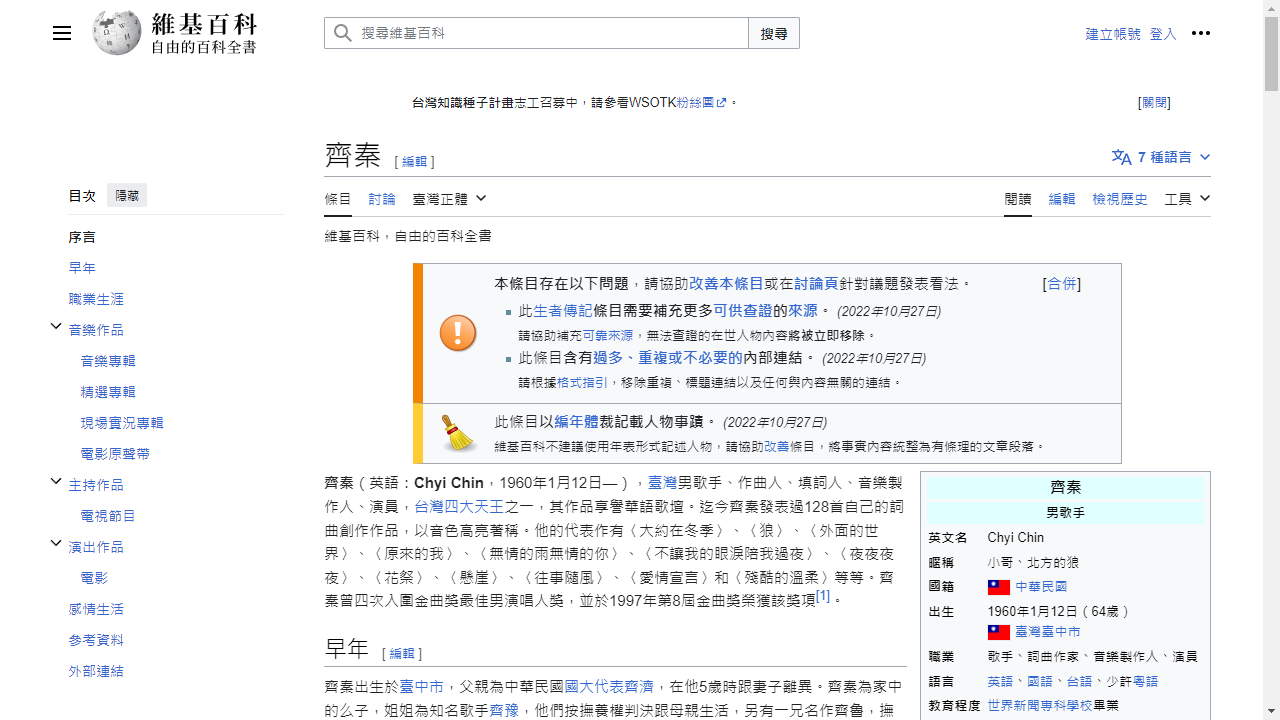 維基百科
自由的百科全書
搜尋維基百科
搜尋
建立帳號 登入
台灣知識種子計畫志工召募中，請參看WSOTK粉絲團。
[關閉]
齊秦 [ 編輯 ]
7 種語言
目次 隱藏
序言
早年
職業生涯
音樂作品
音樂專輯
精選專輯
現場實況專輯
電影原聲帶
主持作品
電視節目
演出作品
電影
感情生活
參考資料
外部連結
條目 討論 臺灣正體
閱讀 編輯 檢視歷史 工具
維基百科，自由的百科全書
本條目存在以下問題，請協助改善本條目或在討論頁針對議題發表看法。 [合併]
此生者傳記條目需要補充更多可供查證的來源。 (2022年10月27日)
請協助補充可靠來源，無法查證的在世人物內容將被立即移除。
此條目含有過多、重複或不必要的內部連結。 (2022年10月27日)
請根據格式指引，移除重複、標題連結以及任何與內容無關的連結。
此條目以編年體裁記載人物事蹟。 (2022年10月27日)
維基百科不建議使用年表形式記述人物，請協助改善條目，將事實內容統整為有條理的文章段落。
齊秦（英語：Chyi Chin，1960年1月12日—），臺灣男歌手、作曲人、填詞人、音樂製
作人、演員，台灣四大天王之一，其作品享譽華語歌壇。迄今齊秦發表過128首自己的詞
曲創作作品，以音色高亮著稱。他的代表作有〈大約在冬季〉、〈狼〉、〈外面的世
界〉、〈原來的我〉、〈無情的雨無情的你〉、〈不讓我的眼淚陪我過夜〉、〈夜夜夜
夜〉、〈花祭〉、〈懸崖〉、〈往事隨風〉、〈愛情宣言〉和〈殘酷的溫柔〉等等。齊
秦曾四次入圍金曲獎最佳男演唱人獎，並於1997年第8屆金曲獎榮獲該獎項[1]。
早年 [ 編輯 ]
齊秦出生於臺中市，父親為中華民國國大代表齊濟，在他5歲時跟妻子離異。齊秦為家中
的么子，姐姐為知名歌手齊豫，他們按撫養權判決跟母親生活，另有一兄名作齊魯，撫
齊秦
男歌手
英文名 Chyi Chin
暱稱 小哥、北方的狼
國籍 中華民國
出生 1960年1月12日（64歲）
臺灣臺中市
職業 歌手、詞曲作家、音樂製作人、演員
語言 英語、國語、台語、少許粵語
教育程度 世界新聞專科學校畢業